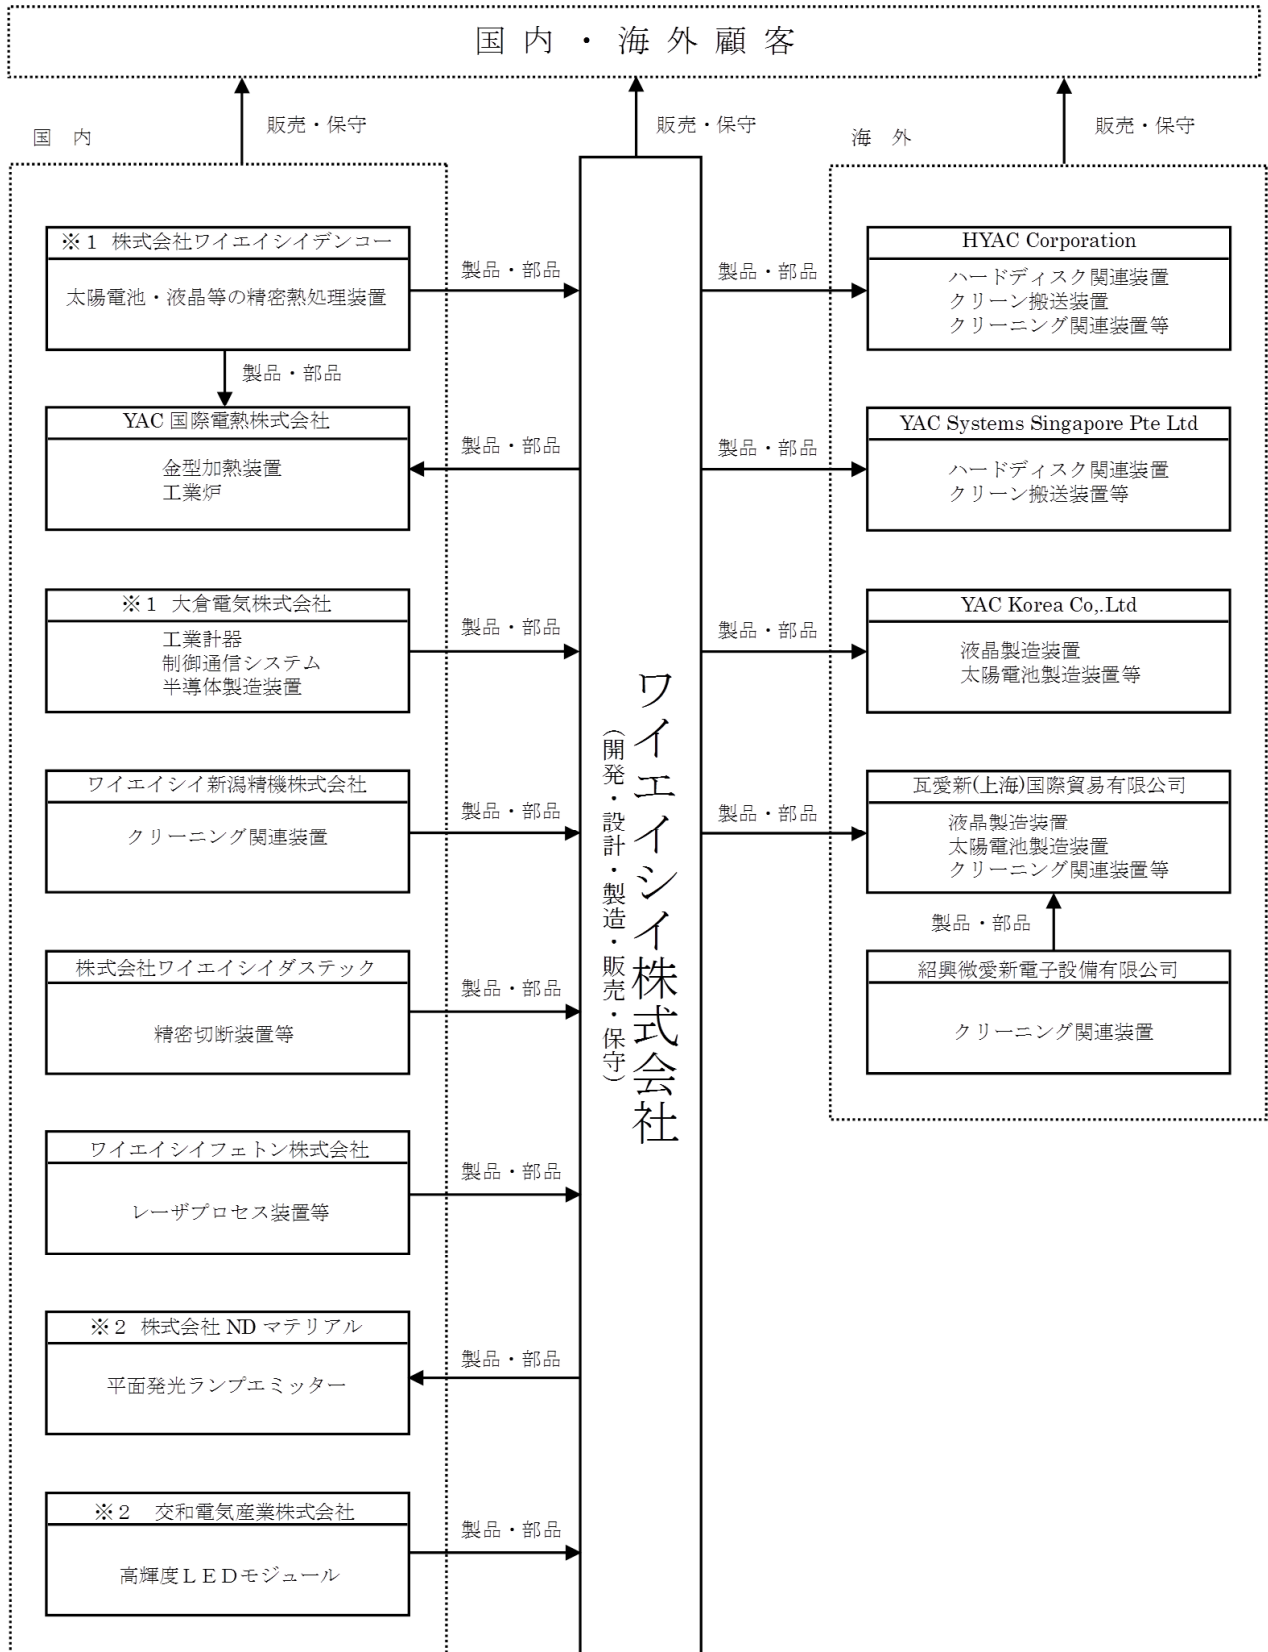 国内・海外顧客
販売・保守
販売・保守
販売・保守
国 内
海 外
※１ 株式会社ワイエイシイデンコー
太陽電池・液晶等の精密熱処理装置
製品・部品
製品・部品
YAC 国際電熱株式会社
金型加熱装置
工業炉
製品・部品
※１ 大倉電気株式会社
工業計器
制御通信システム
半導体製造装置
製品・部品
ワイエイシイ新潟精機株式会社
クリーニング関連装置
製品・部品
株式会社ワイエイシイダステック
精密切断装置等
製品・部品
ワイエイシイフェトン株式会社
レーザプロセス装置等
製品・部品
※２ 株式会社 ND マテリアル
平面発光ランプエミッター
製品・部品
※２ 交和電気産業株式会社
高輝度ＬＥＤモジュール
製品・部品
ワイエイシイ株式会社
（開発・設計・製造・販売・保守）
製品・部品
HYAC Corporation
ハードディスク関連装置
クリーン搬送装置
クリーニング関連装置等
製品・部品
YAC Systems Singapore Pte Ltd
ハードディスク関連装置
クリーン搬送装置等
製品・部品
YAC Korea Co,.Ltd
液晶製造装置
太陽電池製造装置等
製品・部品
瓦愛新(上海)国際貿易有限公司
液晶製造装置
太陽電池製造装置
クリーニング関連装置等
製品・部品
紹興微愛新電子設備有限公司
クリーニング関連装置